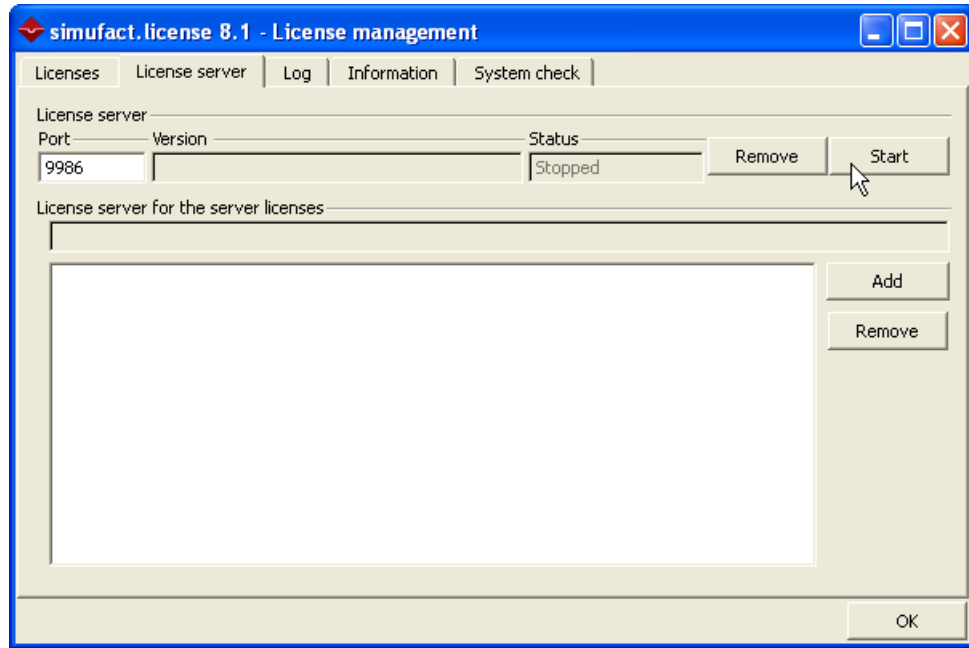 simufact.license 8.1 - License management
Licenses License server Log Information System check
License server
Port Version Status
9986 Stopped Remove Start
License server for the server licenses
Add
Remove
OK